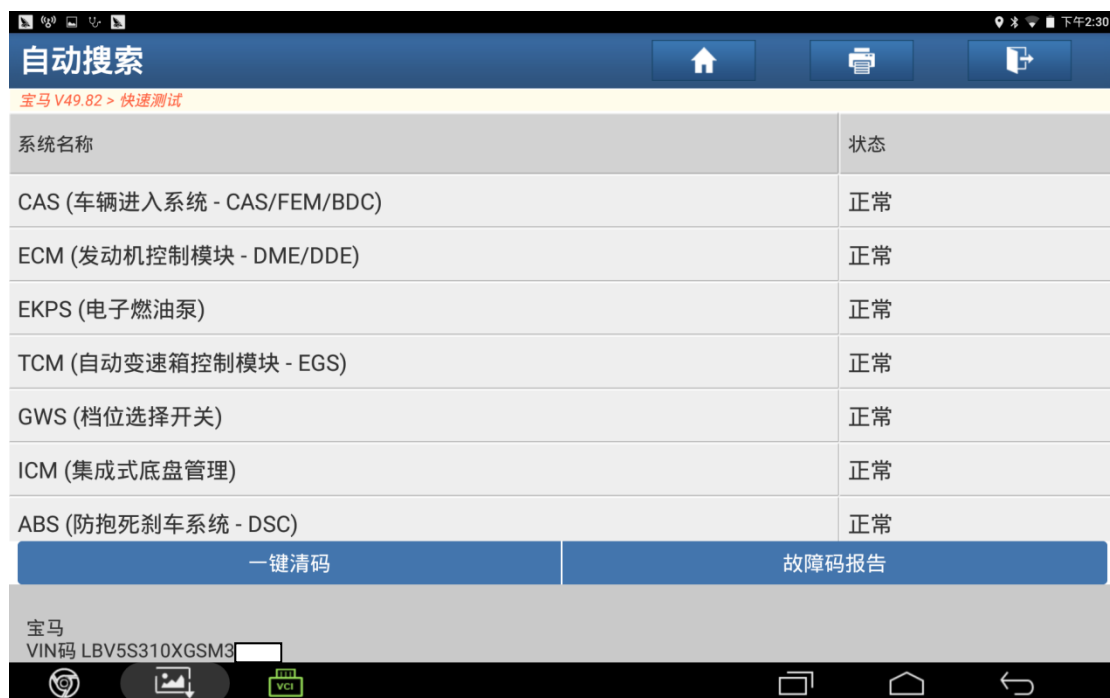 下午2:30
自动搜索
宝马 V49.82 > 快速测试
系统名称 状态
CAS (车辆进入系统 - CAS/FEM/BDC) 正常
ECM (发动机控制模块 - DME/DDE) 正常
EKPS (电子燃油泵) 正常
TCM (自动变速箱控制模块 - EGS) 正常
GWS (档位选择开关) 正常
ICM (集成式底盘管理) 正常
ABS (防抱死刹车系统 - DSC) 正常
一键清码 故障码报告
宝马
VIN码 LBV5S310XGSM3
VCI